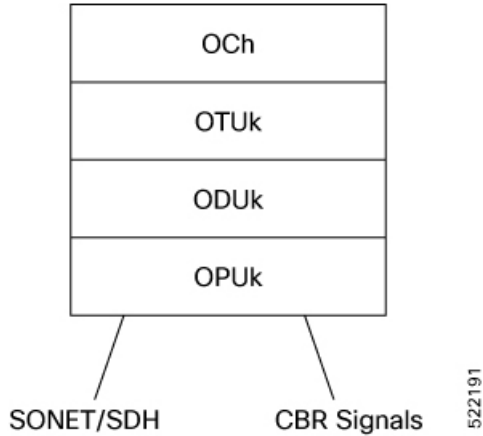 OCh
OTUk
ODUk
OPUk
SONET/SDH
CBR Signals
522191